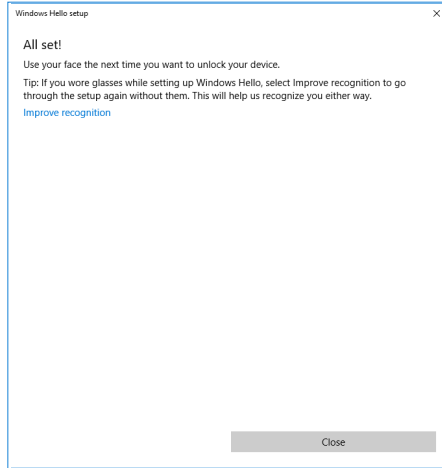 Windows Hello setup
All set!
Use your face the next time you want to unlock your device.
Tip: If you wore glasses while setting up Windows Hello, select Improve recognition to go
through the setup again without them. This will help us recognize you either way.
Improve recognition
Close